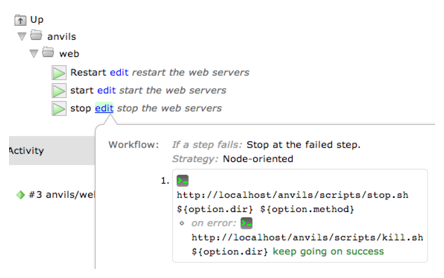 Up
anvils
web
Restart edit restart the web servers
start edit start the web servers
stop edit stop the web servers
Workflow: If a step fails: Stop at the failed step.
Strategy: Node-oriented
Activity
1.
http://localhost/anvils/scripts/stop.sh
${option.dir} ${option.method}
#3 anvils/we
on error:
http://localhost/anvils/scripts/kill.sh
${option.dir} keep going on success